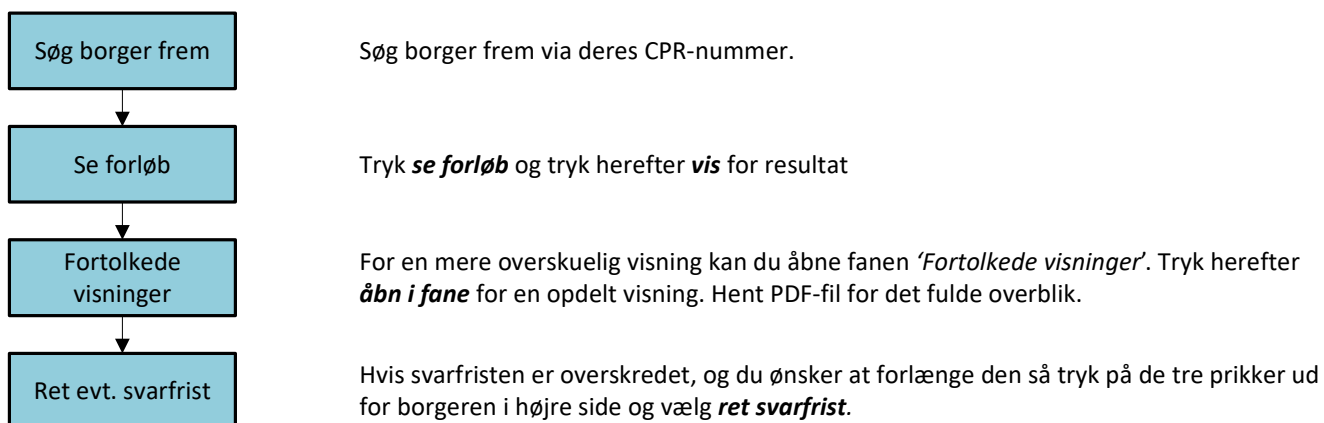 Søg borger frem
Søg borger frem via deres CPR-nummer.
Se forløb
Tryk se forløb og tryk herefter vis for resultat
Fortolkede
visninger
For en mere overskuelig visning kan du åbne fanen ‘Fortolkede visninger’. Tryk herefter
åbn i fane for en opdelt visning. Hent PDF-fil for det fulde overblik.
Ret evt. svarfrist
Hvis svarfristen er overskredet, og du ønsker at forlænge den så tryk på de tre prikker ud
for borgeren i højre side og vælg ret svarfrist.